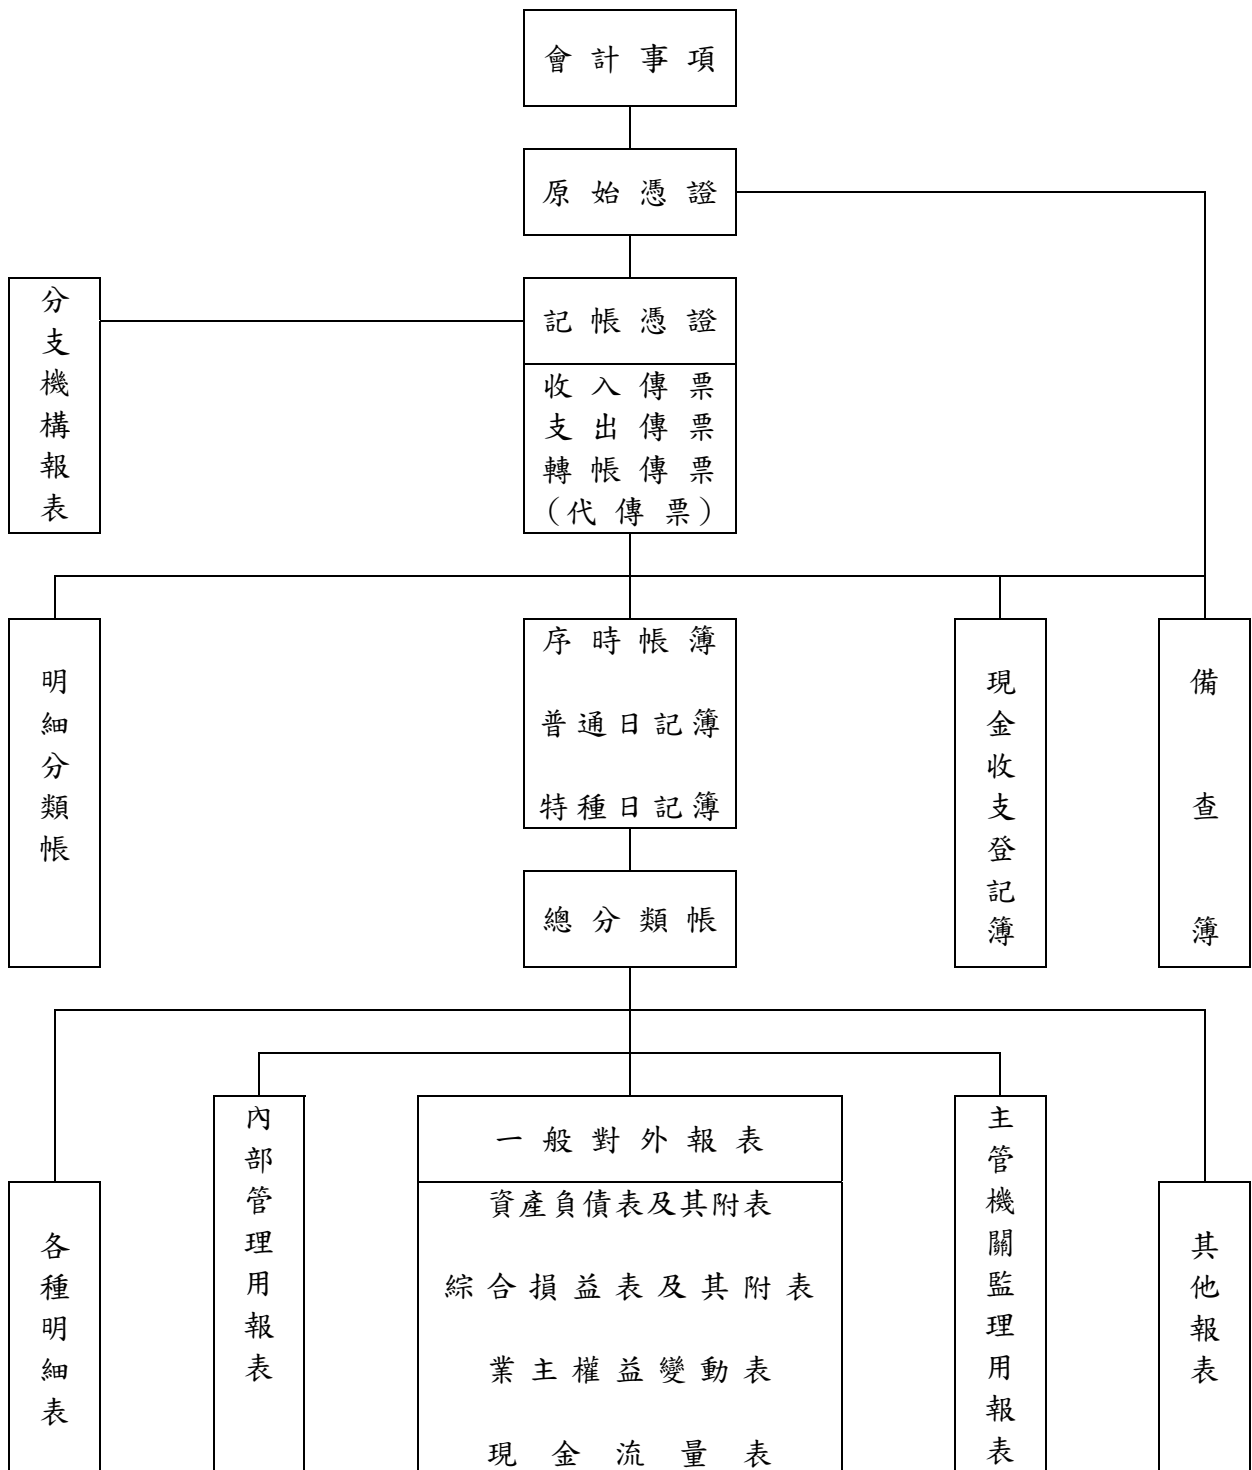 會計事項
原始憑證
分支機構報表
記帳憑證
收入傳票
支出傳票
轉帳傳票
(代傳票)
明細分類帳
序時帳簿
普通日記簿
特種日記簿
現金收支登記簿
備查簿
總分類帳
各種明細表
內部管理用報表
一般對外報表
資產負債表及其附表
綜合損益表及其附表
業主權益變動表
現金流量表
主管機關監理用報表
其他報表